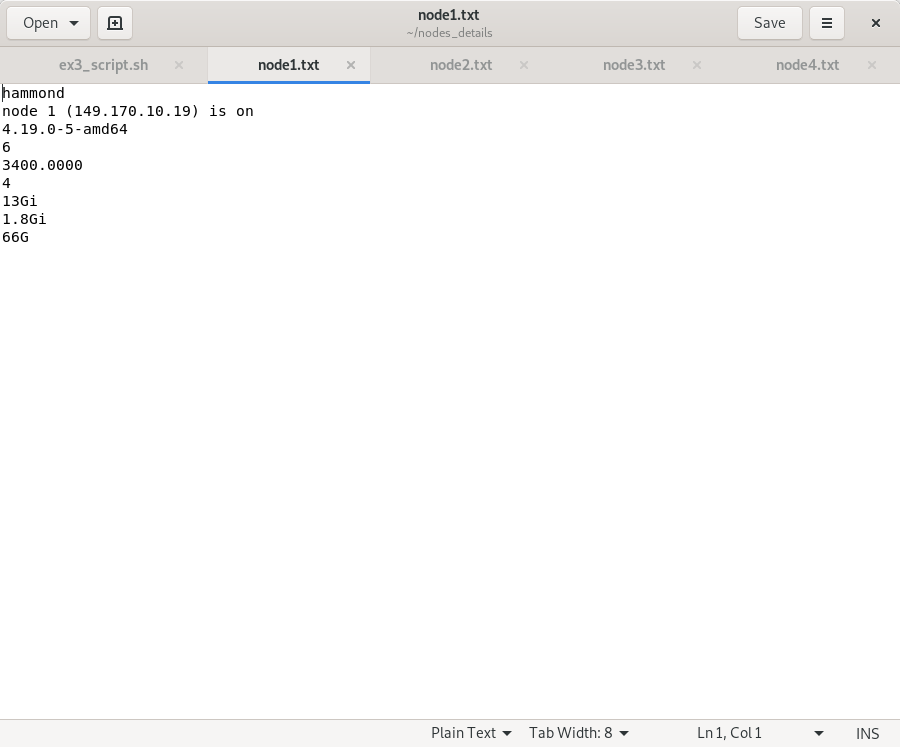 Open
node1.txt
~/nodes_details
Save
ex3_script.sh
node1.txt
node2.txt
node3.txt
node4.txt
hammond
node 1 (149.170.10.19) is on
4.19.0-5-amd64
6
3400.0000
4
13Gi
1.8Gi
66G
Plain Text
Tab Width: 8
Ln 1, Col 1
INS